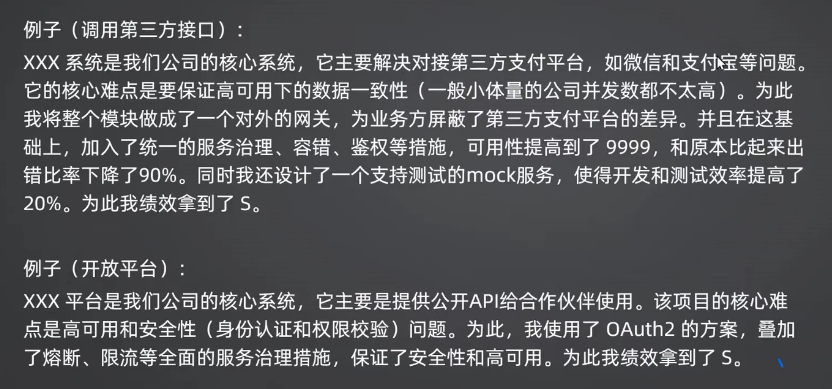 例子（调用第三方接口）：
XXX 系统是我们公司的核心系统，它主要解决对接第三方支付平台，如微信和支付宝等问题。
它的核心难点是要保证高可用下的数据一致性（一般小体量的公司并发数都不太高）。为此
我将整个模块做成了一个对外的网关，为业务方屏蔽了第三方支付平台的差异。并且在这基
础上，加入了统一的服务治理、容错、鉴权等措施，可用性提高到了 9999，和原本比起来出
错比率下降了90%。同时我还设计了一个支持测试的mock服务，使得开发和测试效率提高了
20%。为此我绩效拿到了 S。
例子（开放平台）：
XXX 平台是我们公司的核心系统，它主要是提供公开API给合作伙伴使用。该项目的核心难
点是高可用和安全性（身份认证和权限校验）问题。为此，我使用了 OAuth2 的方案，叠加
了熔断、限流等全面的服务治理措施，保证了安全性和高可用。为此我绩效拿到了 S。